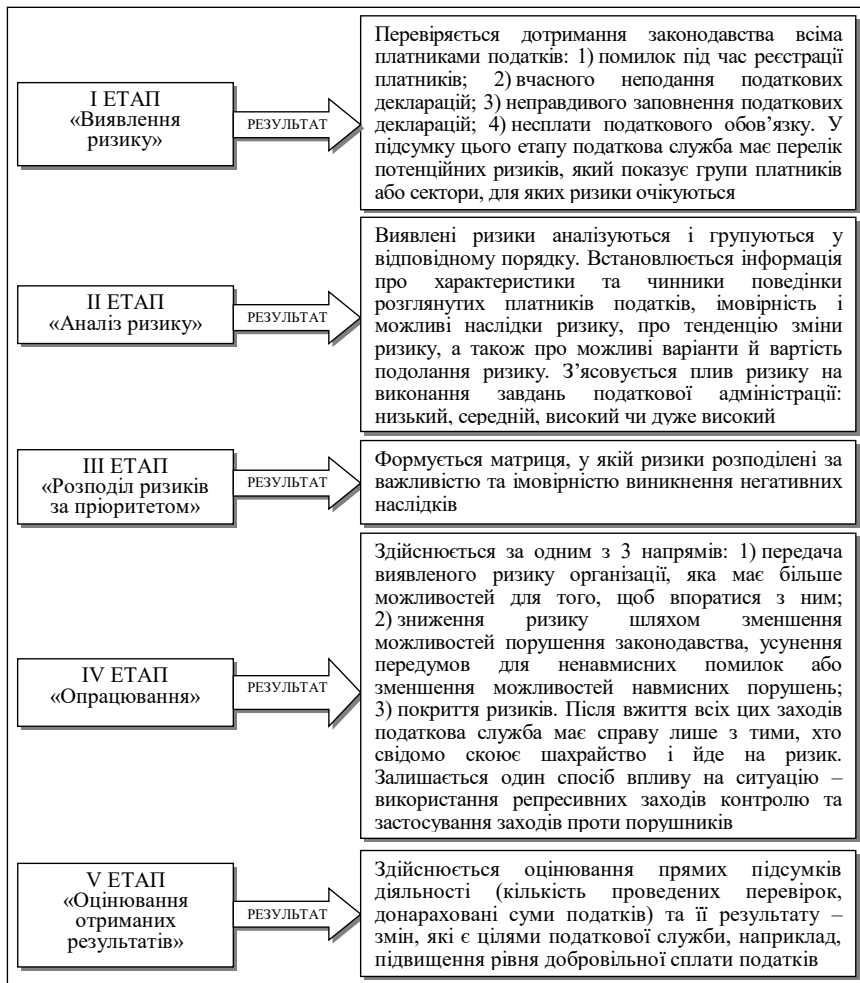 І ЕТАП
«Виявлення
ризику»
РЕЗУЛЬТАТ
Перевіряється дотримання законодавства всіма
платниками податків: 1) помилок під час реєстрації
платників; 2) вчасного неподання податкових
декларацій; 3) неправдивого заповнення податкових
декларацій; 4) несплати податкового обов’язку. У
підсумку цього етапу податкова служба має перелік
потенційних ризиків, який показує групи платників
або сектори, для яких ризики очікуються
ІІ ЕТАП
«Аналіз ризику»
РЕЗУЛЬТАТ
Виявлені ризики аналізуються і групуються у
відповідному порядку. Встановлюється інформація
про характеристики та чинники поведінки
розглянутих платників податків, імовірність і
можливі наслідки ризику, про тенденцію зміни
ризику, а також про можливі варіанти й вартість
подолання ризику. З’ясовується плив ризику на
виконання завдань податкової адміністрації:
низький, середній, високий чи дуже високий
ІІІ ЕТАП
«Розподіл ризиків
за пріоритетом»
РЕЗУЛЬТАТ
Формується матриця, у якій ризики розподілені за
важливістю та імовірністю виникнення негативних
наслідків
IV ЕТАП
«Опрацювання»
РЕЗУЛЬТАТ
Здійснюється за одним з 3 напрямів: 1) передача
виявленого ризику організації, яка має більше
можливостей для того, щоб впоратися з ним;
2) зниження ризику шляхом зменшення
можливостей порушення законодавства, усунення
передумов для ненавмисних помилок або
зменшення можливостей навмисних порушень;
3) покриття ризиків. Після вжиття всіх цих заходів
податкова служба має справу лише з тими, хто
свідомо скоює шахрайство і йде на ризик.
Залишається один спосіб впливу на ситуацію –
використання репресивних заходів контролю та
застосування заходів проти порушників
V ЕТАП
«Оцінювання
отриманих
результатів»
РЕЗУЛЬТАТ
Здійснюється оцінювання прямих підсумків
діяльності (кількість проведених перевірок,
донараховані суми податків) та її результату –
змін, які є цілями податкової служби, наприклад,
підвищення рівня добровільної сплати податків